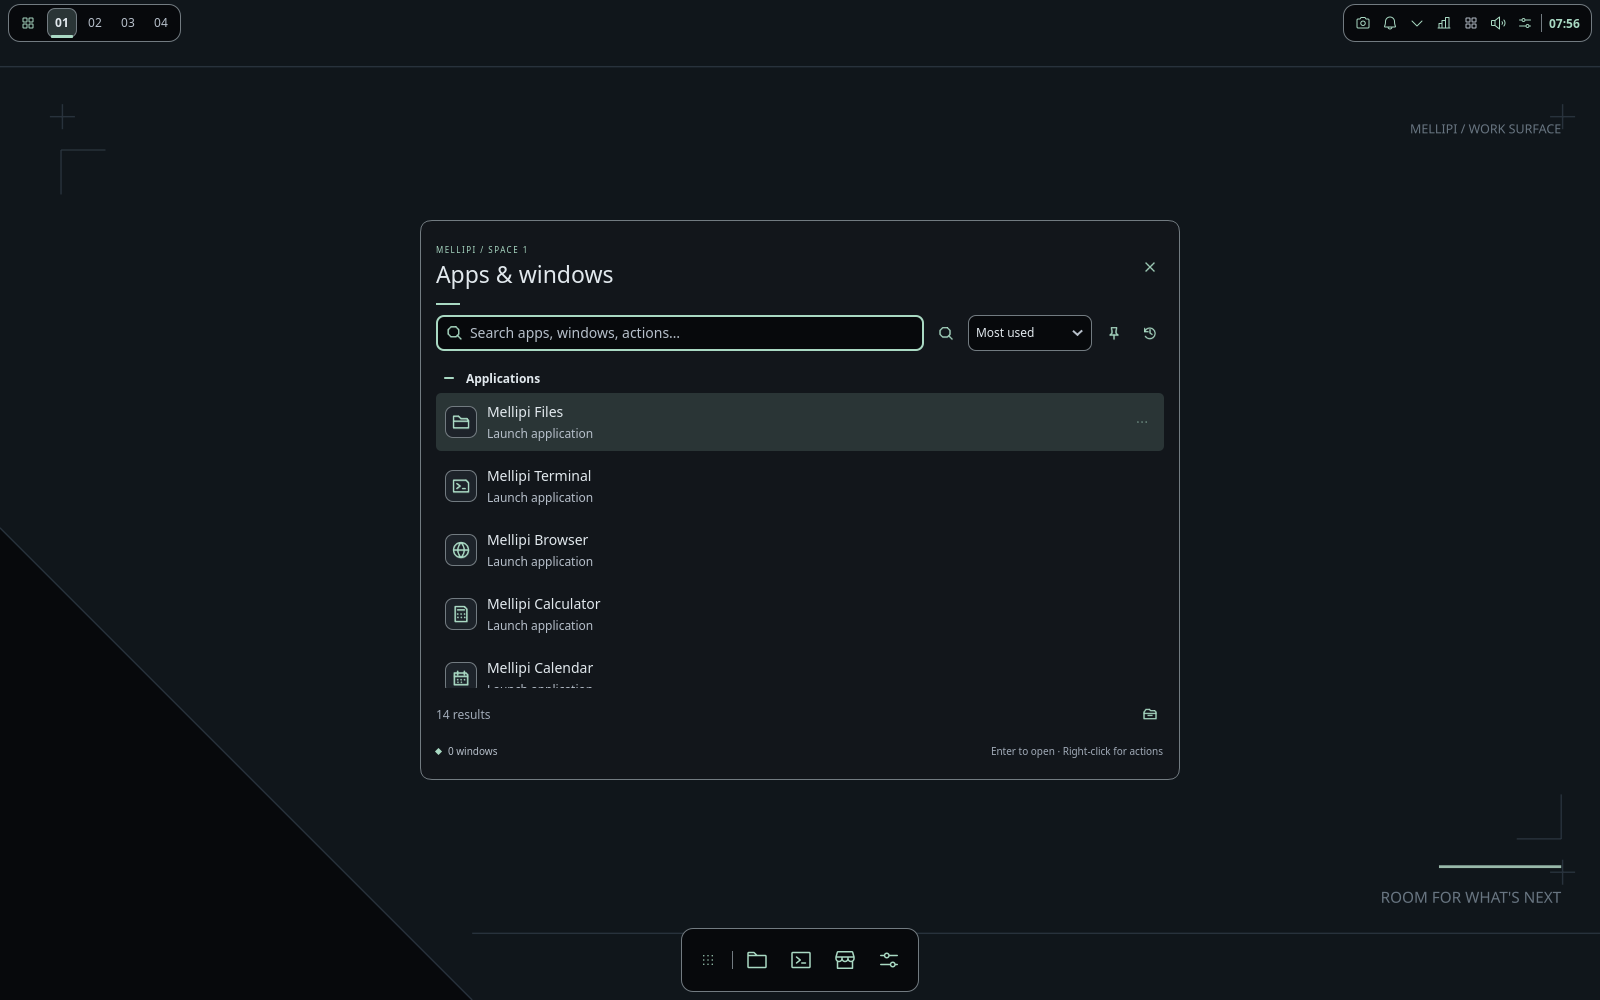 01 02 03 04
07:56
MELLIPI / WORK SURFACE
MELLIPI / SPACE 1
Apps & windows
Search apps, windows, actions...
Most used
Applications
Mellipi Files
Launch application
Mellipi Terminal
Launch application
Mellipi Browser
Launch application
Mellipi Calculator
Launch application
Mellipi Calendar
Launch application
14 results
0 windows
Enter to open · Right-click for actions
ROOM FOR WHAT'S NEXT